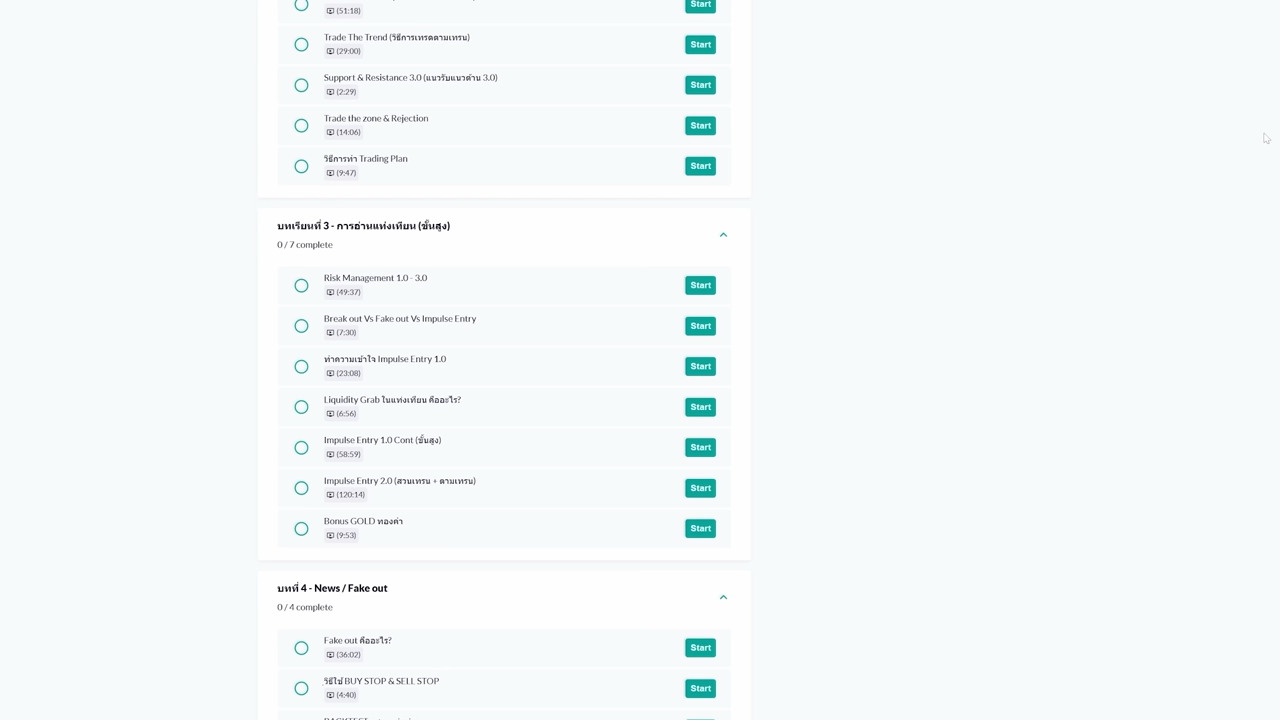 (51:18)
Start
Trade The Trend (วิธีการเทรดตามเทรน)
(29:00)
Start
Support & Resistance 3.0 (แนวรับแนวต้าน 3.0)
(2:29)
Start
Trade the zone & Rejection
(14:06)
Start
วิธีการทำ Trading Plan
(9:47)
Start
บทเรียนที่ 3 - การอ่านแท่งเทียน (ขั้นสูง)
0 / 7 complete
Risk Management 1.0 - 3.0
(49:37)
Start
Break out Vs Fake out Vs Impulse Entry
(7:30)
Start
ทำความเข้าใจ Impulse Entry 1.0
(23:08)
Start
Liquidity Grab ในแท่งเทียน คืออะไร?
(6:56)
Start
Impulse Entry 1.0 Cont (ขั้นสูง)
(58:59)
Start
Impulse Entry 2.0 (สวนเทรน + ตามเทรน)
(120:14)
Start
Bonus GOLD ทองคำ
(9:53)
Start
บทที่ 4 - News / Fake out
0 / 4 complete
Fake out คืออะไร?
(36:02)
Start
วิธีใช้ BUY STOP & SELL STOP
(4:40)
Start